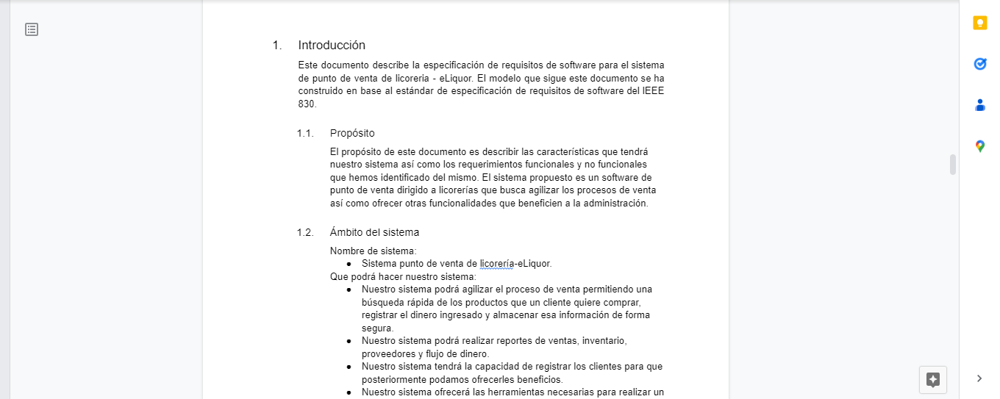 1. Introducción
Este documento describe la especificación de requisitos de software para el sistema
de punto de venta de licoreria - eLiquor. El modelo que sigue este documento se ha
construido en base al estándar de especificación de requisitos de software del IEEE
830.
1.1. Propósito
El propósito de este documento es describir las características que tendrá
nuestro sistema así como los requerimientos funcionales y no funcionales
que hemos identificado del mismo. El sistema propuesto es un software de
punto de venta dirigido a licorerías que busca agilizar los procesos de venta
así como ofrecer otras funcionalidades que beneficien a la administración.
1.2. Ámbito del sistema
Nombre de sistema:
● Sistema punto de venta de licorería-eLiquor.
Que podrá hacer nuestro sistema:
● Nuestro sistema podrá agilizar el proceso de venta permitiendo una
búsqueda rápida de los productos que un cliente quiere comprar,
registrar el dinero ingresado y almacenar esa información de forma
segura.
● Nuestro sistema podrá realizar reportes de ventas, inventario,
proveedores y flujo de dinero.
● Nuestro sistema tendrá la capacidad de registrar los clientes para que
posteriormente podamos ofrecerles beneficios.
● Nuestro sistema ofrecerá las herramientas necesarias para realizar un